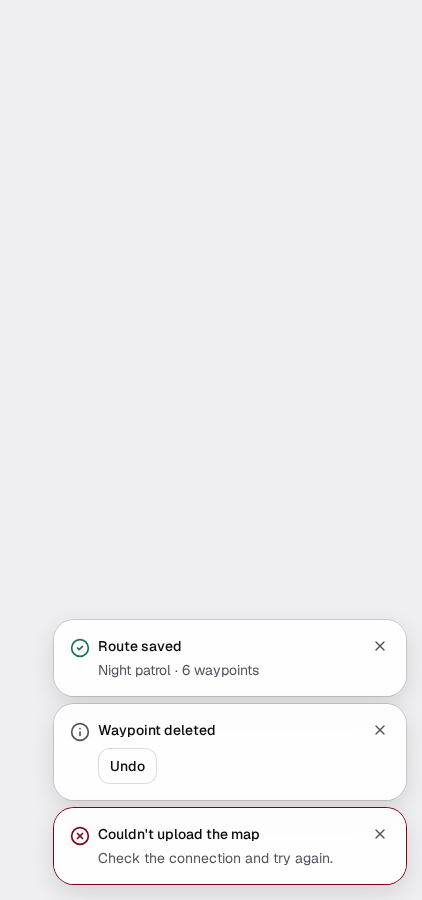 Route saved
Night patrol · 6 waypoints
Waypoint deleted
Undo
Couldn't upload the map
Check the connection and try again.